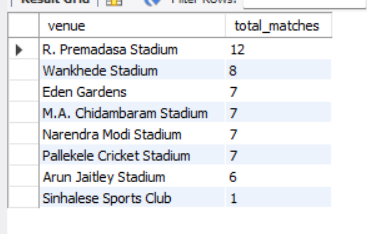 Result Grid Filter Rows:
venue total_matches
R. Premadasa Stadium 12
Wankhede Stadium 8
Eden Gardens 7
M.A. Chidambaram Stadium 7
Narendra Modi Stadium 7
Pallekele Cricket Stadium 7
Arun Jaitley Stadium 6
Sinhalese Sports Club 1